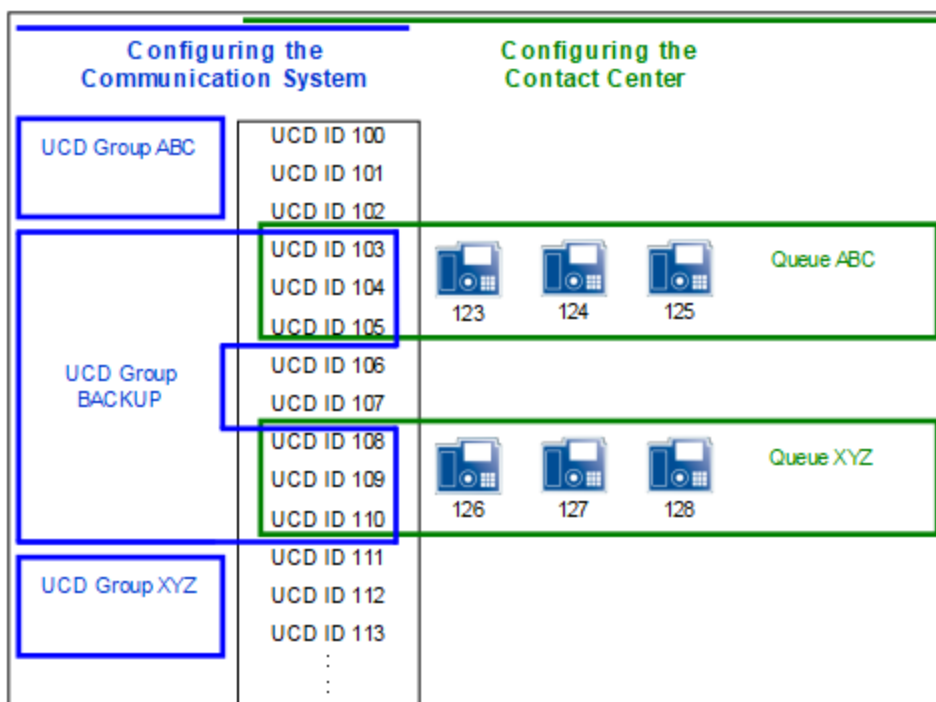 Configuring the
Communication System
Configuring the
Contact Center
UCD Group ABC
UCD ID 100
UCD ID 101
UCD ID 102
UCD ID 103
UCD ID 104
UCD ID 105
123
124
125
Queue ABC
UCD Group
BACKUP
UCD ID 106
UCD ID 107
UCD ID 108
UCD ID 109
UCD ID 110
126
127
128
Queue XYZ
UCD Group XYZ
UCD ID 111
UCD ID 112
UCD ID 113